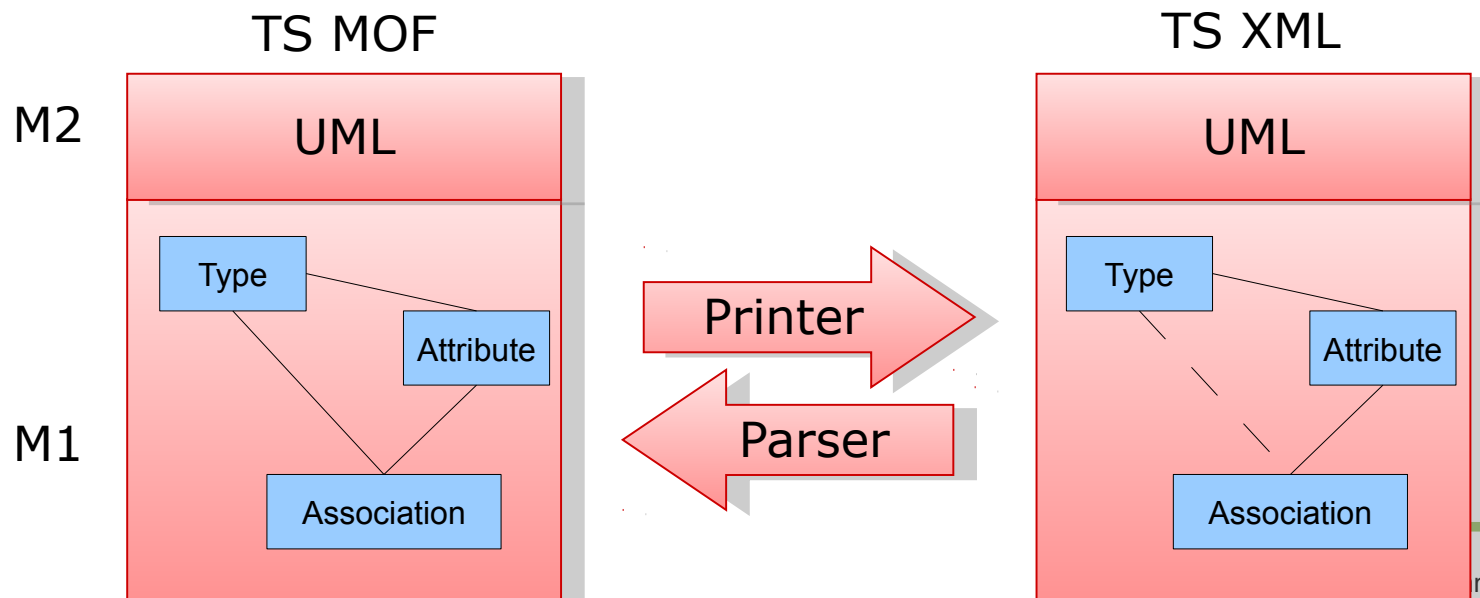 TS MOF
TS XML
M2
UML
UML
Type
Type
Attribute
Attribute
Printer
Parser
M1
Association
Association